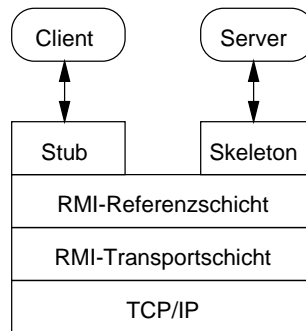 Client
Server
Stub
Skeleton
RMI-Referenzschicht
RMI-Transportschicht
TCP/IP